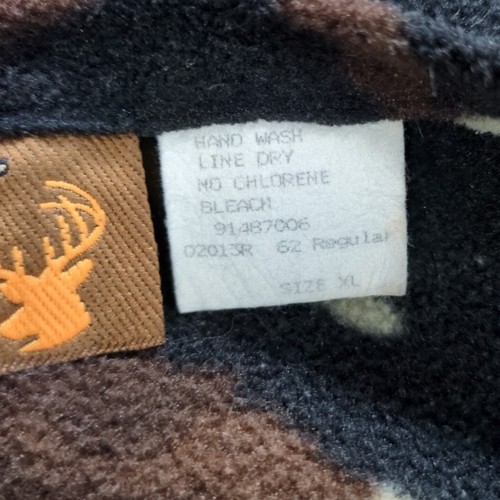 HAND WASH
LINE DRY
NO CHLORENE
BLEACH
91487006
02013R 62 Regular
SIZE XL